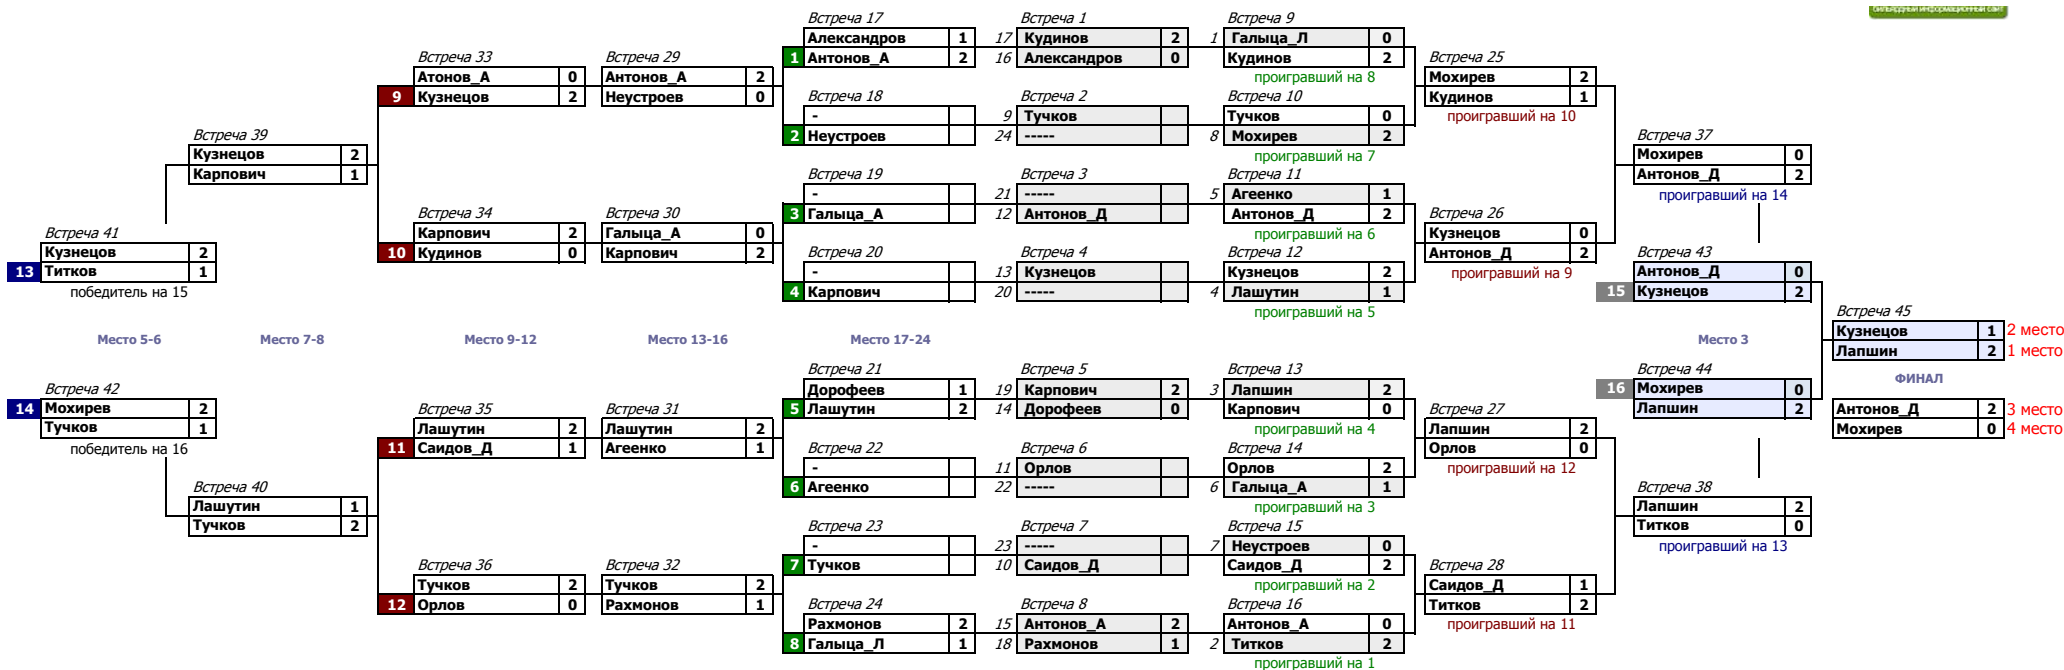 бильярдный информационный сайт
Встреча 17 Встреча 1 Встреча 9
Александров 1 17 Кудинов 2 1 Галыца_Л 0
Встреча 33 Встреча 29 1 Антонов_А 2 16 Александров 0 Кудинов 2 Встреча 25
Атонов_А 0 Антонов_А 2 проигравший на 8 Мохирев 2
9 Кузнецов 2 Неустроев 0 Встреча 18 Встреча 2 Встреча 10 Кудинов 1
- 9 Тучков Тучков 0 проигравший на 10
Встреча 39 2 Неустроев 24 ----- 8 Мохирев 2 Встреча 37
Кузнецов 2 проигравший на 7 Мохирев 0
Карпович 1 Встреча 19 Встреча 3 Встреча 11 Антонов_Д 2
- 21 ----- 5 Агеенко 1 проигравший на 14
Встреча 34 Встреча 30 3 Галыца_А 12 Антонов_Д Антонов_Д 2 Встреча 26
Встреча 41 Карпович 2 Галыца_А 0 проигравший на 6 Кузнецов 0
Кузнецов 2 10 Кудинов 0 Карпович 2 Встреча 20 Встреча 4 Встреча 12 Антонов_Д 2 Встреча 43
13 Титков 1 - 13 Кузнецов Кузнецов 2 проигравший на 9 Антонов_Д 0
победитель на 15 4 Карпович 20 ----- 4 Лашутин 1 15 Кузнецов 2
проигравший на 5 Встреча 45
Кузнецов 1 2 место
Место 5-6 Место 7-8 Место 9-12 Место 13-16 Место 17-24 Место 3
Лапшин 2 1 место
Встреча 21 Встреча 5 Встреча 13 Встреча 44
ФИНАЛ
Встреча 42 Дорофеев 1 19 Карпович 2 3 Лапшин 2 16 Мохирев 0
14 Мохирев 2 Встреча 35 Встреча 31 5 Лашутин 2 14 Дорофеев 0 Карпович 0 Встреча 27 Лапшин 2 Антонов_Д 2 3 место
Тучков 1 Лашутин 2 Лашутин 2 проигравший на 4 Лапшин 2 Мохирев 0 4 место
победитель на 16 11 Саидов_Д 1 Агеенко 1 Встреча 22 Встреча 6 Встреча 14 Орлов 0
- 11 Орлов Орлов 2 проигравший на 12
Встреча 40 6 Агеенко 22 ----- 6 Галыца_А 1 Встреча 38
Лашутин 1 проигравший на 3 Лапшин 2
Тучков 2 Встреча 23 Встреча 7 Встреча 15 Титков 0
- 23 ----- 7 Неустроев 0 проигравший на 13
Встреча 36 Встреча 32 7 Тучков 10 Саидов_Д Саидов_Д 2 Встреча 28
Тучков 2 Тучков 2 проигравший на 2 Саидов_Д 1
12 Орлов 0 Рахмонов 1 Встреча 24 Встреча 8 Встреча 16 Титков 2
Рахмонов 2 15 Антонов_А 2 Антонов_А 0 проигравший на 11
8 Галыца_Л 1 18 Рахмонов 1 2 Титков 2
проигравший на 1